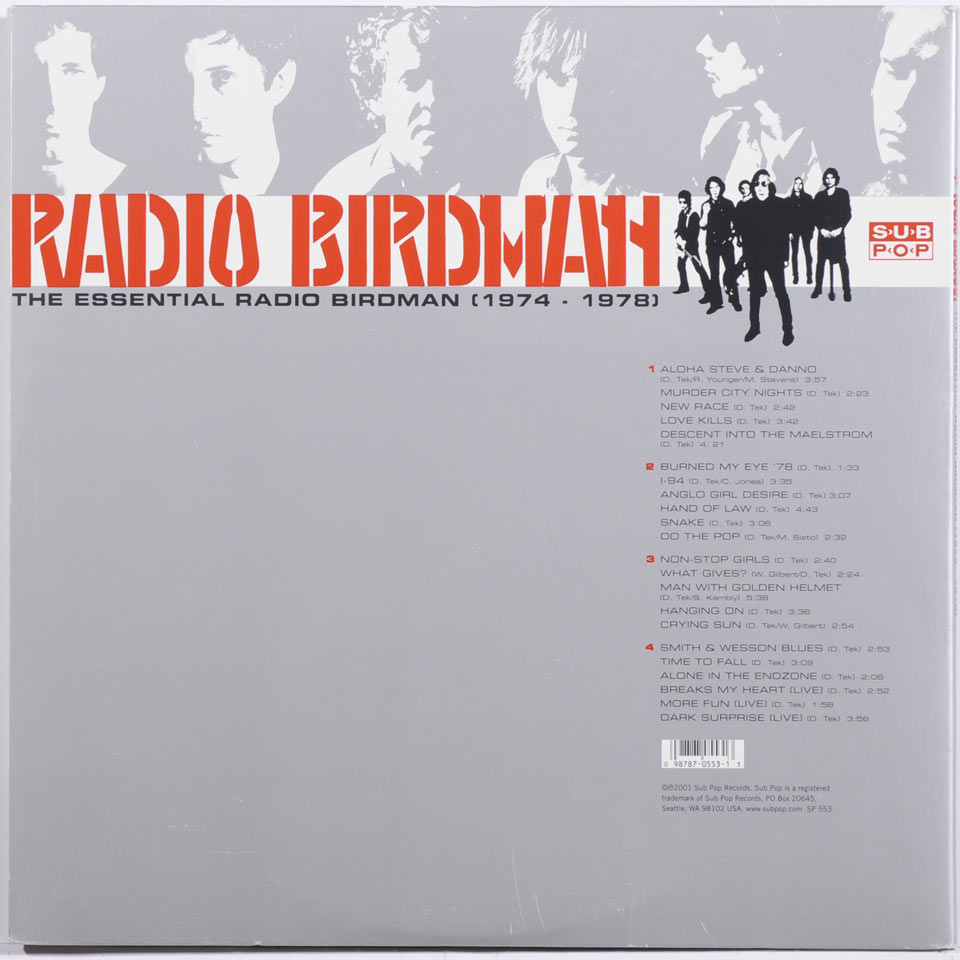 RADIO BIRDMAN
S·U·B
P·O·P
THE ESSENTIAL RADIO BIRDMAN (1974 - 1978)
1 ALOHA STEVE & DANNO
(D. Tek/R. Younger/M. Stevens) 3:57
MURDER CITY NIGHTS (D. Tek) 2:23
NEW RACE (D. Tek) 2:42
LOVE KILLS (D. Tek) 3:42
DESCENT INTO THE MAELSTROM
(D. Tek) 4: 21
2 BURNED MY EYE '78 (D. Tek) 1:33
I-94 (D. Tek/C. Jones) 3:35
ANGLO GIRL DESIRE (D. Tek) 3:07
HAND OF LAW (D. Tek) 4:43
SNAKE (D. Tek) 3:06
DO THE POP (D. Tek/M. Sisto) 2:32
3 NON-STOP GIRLS (D. Tek) 2:40
WHAT GIVES? (W. Gilbert/D. Tek) 2:24
MAN WITH GOLDEN HELMET
(D. Tek/S. Kambly) 5:38
HANGING ON (D. Tek) 3:38
CRYING SUN (D. Tek/W. Gilbert) 2:54
4 SMITH & WESSON BLUES (D. Tek) 2:53
TIME TO FALL (D. Tek) 3:09
ALONE IN THE ENDZONE (D. Tek) 2:06
BREAKS MY HEART (LIVE) (D. Tek) 2:52
MORE FUN (LIVE) (D. Tek) 1:58
DARK SURPRISE (LIVE) (D. Tek) 3:56
0 98787-0553-1 3
©℗2001 Sub Pop Records. Sub Pop is a registered
trademark of Sub Pop Records, PO Box 20645,
Seattle, WA 98102 USA. www.subpop.com SP 553.